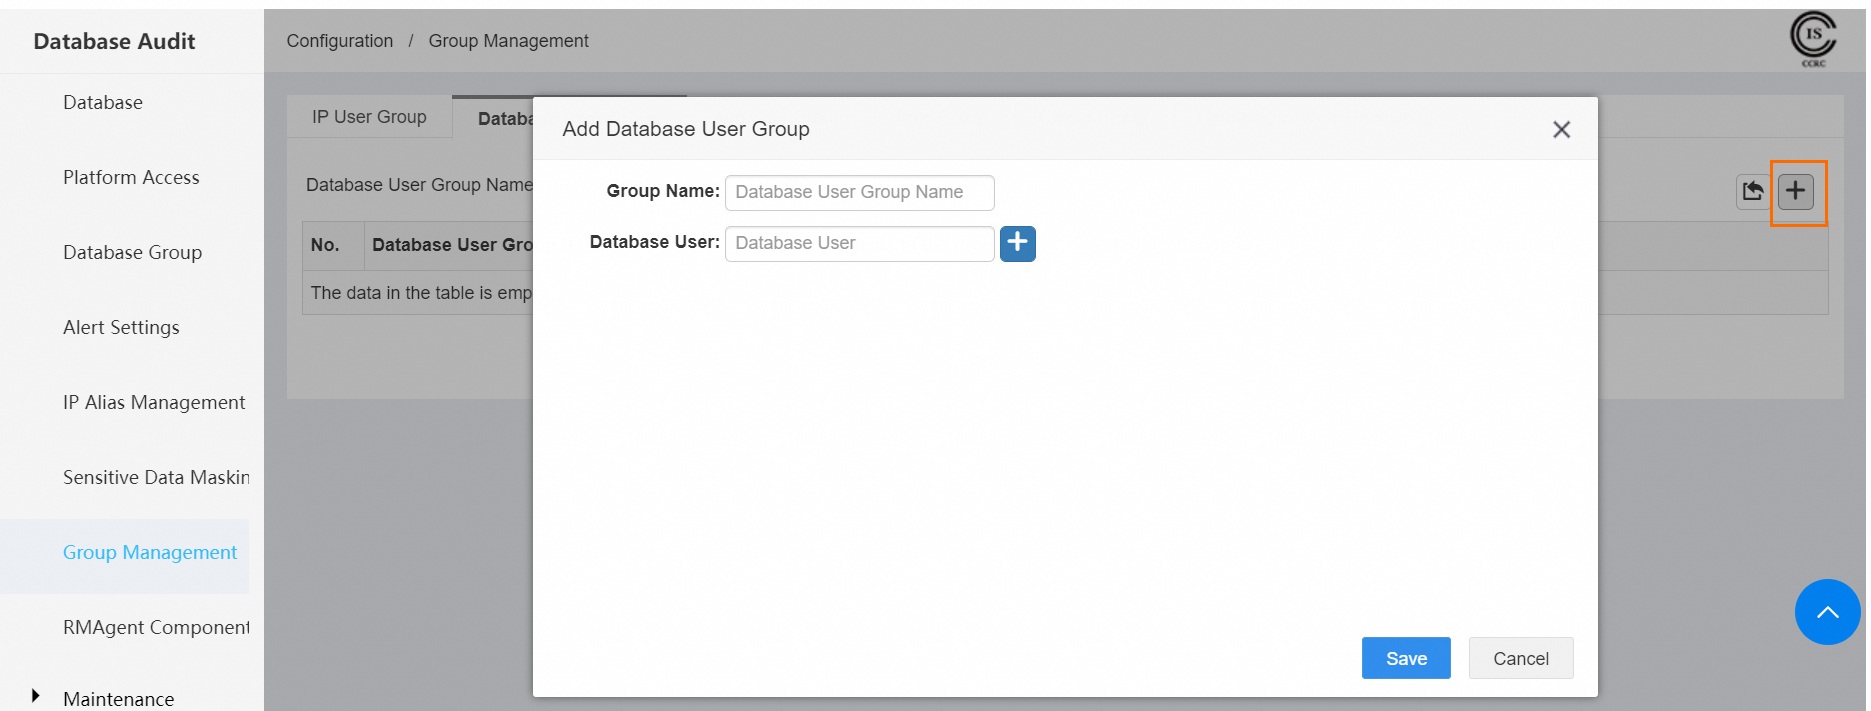 Database Audit
Configuration / Group Management
IS
CCRC
Database
Platform Access
Database Group
Alert Settings
IP Alias Management
Sensitive Data Maskin
Group Management
RMAgent Component
Maintenance
IP User Group
Databa
Database User Group Name
No.
Database User Gro
The data in the table is emp
Add Database User Group
Group Name: Database User Group Name
Database User: Database User
Save
Cancel